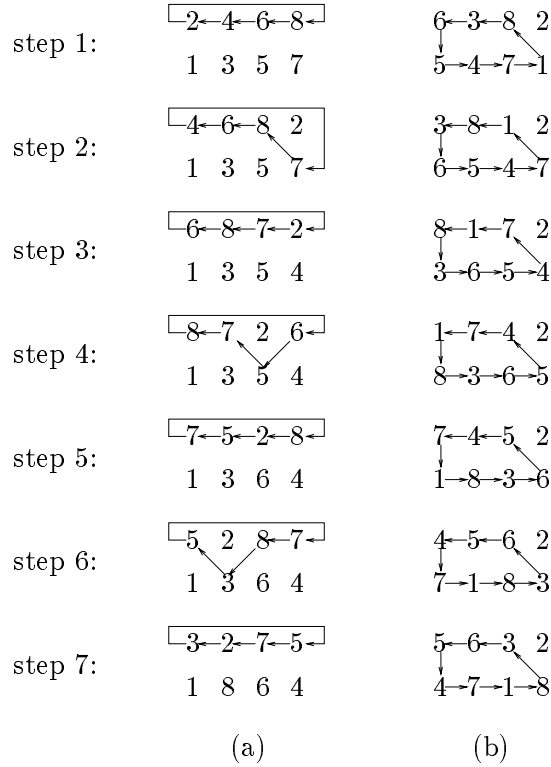 2 4 6 8 6 3 8 2
step 1:
1 3 5 7 5 4 7 1
4 6 8 2 3 8 1 2
step 2:
1 3 5 7 6 5 4 7
6 8 7 2 8 1 7 2
step 3:
1 3 5 4 3 6 5 4
8 7 2 6 1 7 4 2
step 4:
1 3 5 4 8 3 6 5
7 5 2 8 7 4 5 2
step 5:
1 3 6 4 1 8 3 6
5 2 8 7 4 5 6 2
step 6:
1 3 6 4 7 1 8 3
3 2 7 5 5 6 3 2
step 7:
1 8 6 4 4 7 1 8
(a) (b)